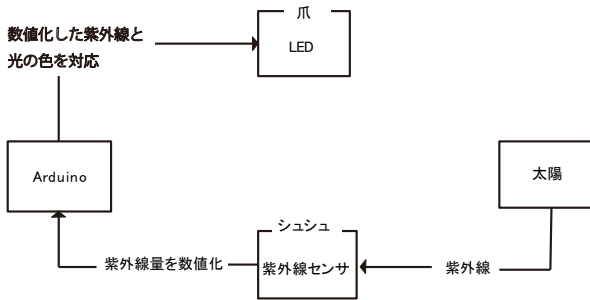 爪
数値化した紫外線と
光の色を対応
LED
Arduino
太陽
シュシュ
紫外線量を数値化
紫外線センサ
紫外線